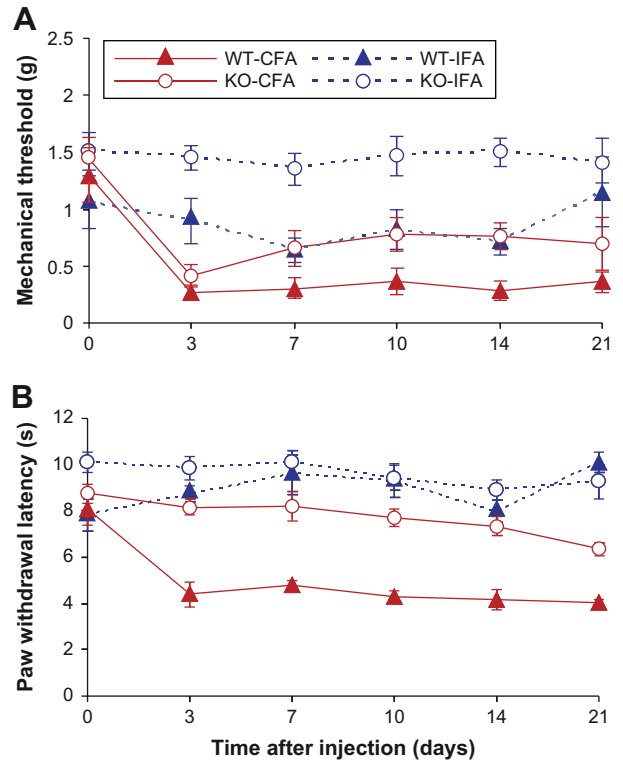 A
Mechanical threshold (g)
2.5
2
1.5
1
0.5
0
WT-CFA WT-IFA
KO-CFA KO-IFA
0 3 7 10 14 21
B
Paw withdrawal latency (s)
12
10
8
6
4
2
0
0 3 7 10 14 21
Time after injection (days)